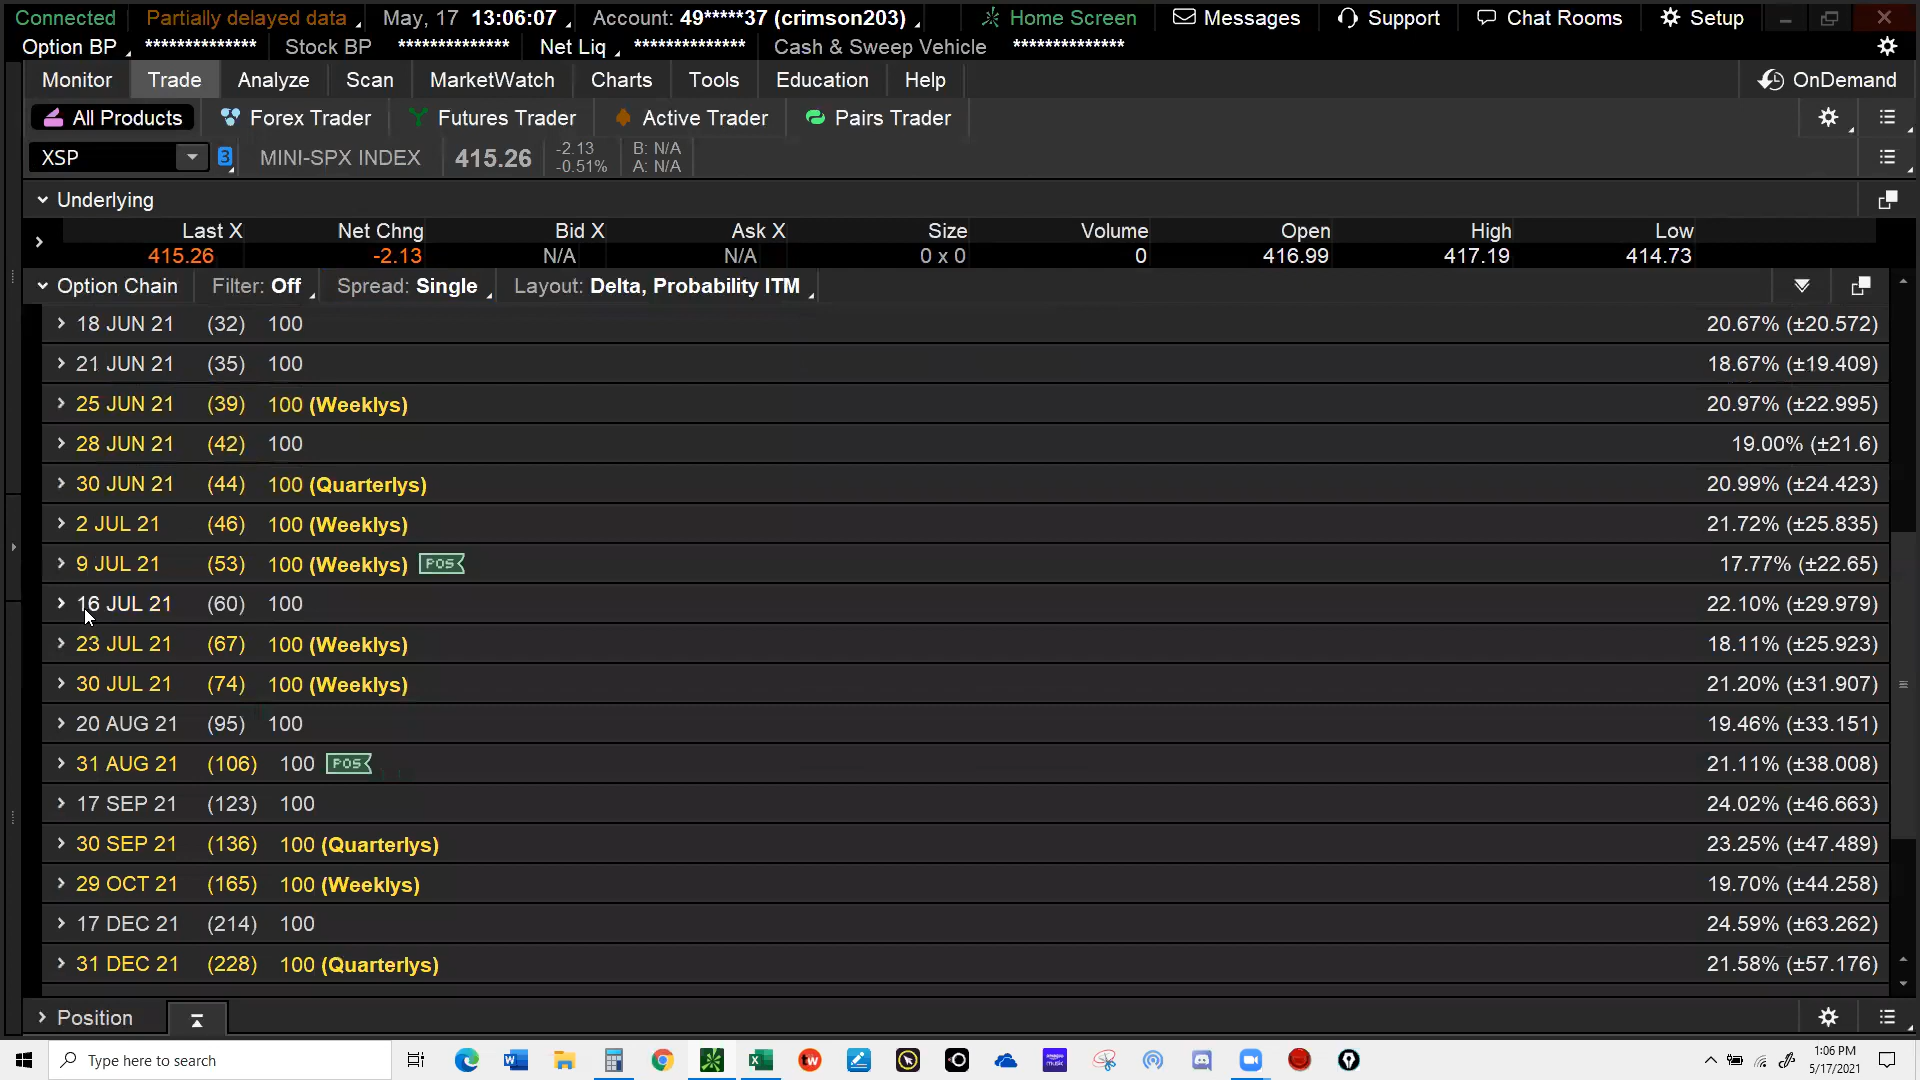 Connected Partially delayed data May, 17 13:06:07 Account: 49*****37 (crimson203) Home Screen Messages Support Chat Rooms Setup
Option BP ************** Stock BP ************** Net Liq ************** Cash & Sweep Vehicle **************
Monitor Trade Analyze Scan MarketWatch Charts Tools Education Help OnDemand
All Products Forex Trader Futures Trader Active Trader Pairs Trader
XSP 3 MINI-SPX INDEX 415.26 -2.13 B: N/A
-0.51% A: N/A
Underlying
Last X Net Chng Bid X Ask X Size Volume Open High Low
415.26 -2.13 N/A N/A 0 x 0 0 416.99 417.19 414.73
Option Chain Filter: Off Spread: Single Layout: Delta, Probability ITM
18 JUN 21 (32) 100 20.67% (±20.572)
21 JUN 21 (35) 100 18.67% (±19.409)
25 JUN 21 (39) 100 (Weeklys) 20.97% (±22.995)
28 JUN 21 (42) 100 19.00% (±21.6)
30 JUN 21 (44) 100 (Quarterlys) 20.99% (±24.423)
2 JUL 21 (46) 100 (Weeklys) 21.72% (±25.835)
9 JUL 21 (53) 100 (Weeklys) POS 17.77% (±22.65)
16 JUL 21 (60) 100 22.10% (±29.979)
23 JUL 21 (67) 100 (Weeklys) 18.11% (±25.923)
30 JUL 21 (74) 100 (Weeklys) 21.20% (±31.907)
20 AUG 21 (95) 100 19.46% (±33.151)
31 AUG 21 (106) 100 POS 21.11% (±38.008)
17 SEP 21 (123) 100 24.02% (±46.663)
30 SEP 21 (136) 100 (Quarterlys) 23.25% (±47.489)
29 OCT 21 (165) 100 (Weeklys) 19.70% (±44.258)
17 DEC 21 (214) 100 24.59% (±63.262)
31 DEC 21 (228) 100 (Quarterlys) 21.58% (±57.176)
Position
Type here to search tw music 1:06 PM
5/17/2021